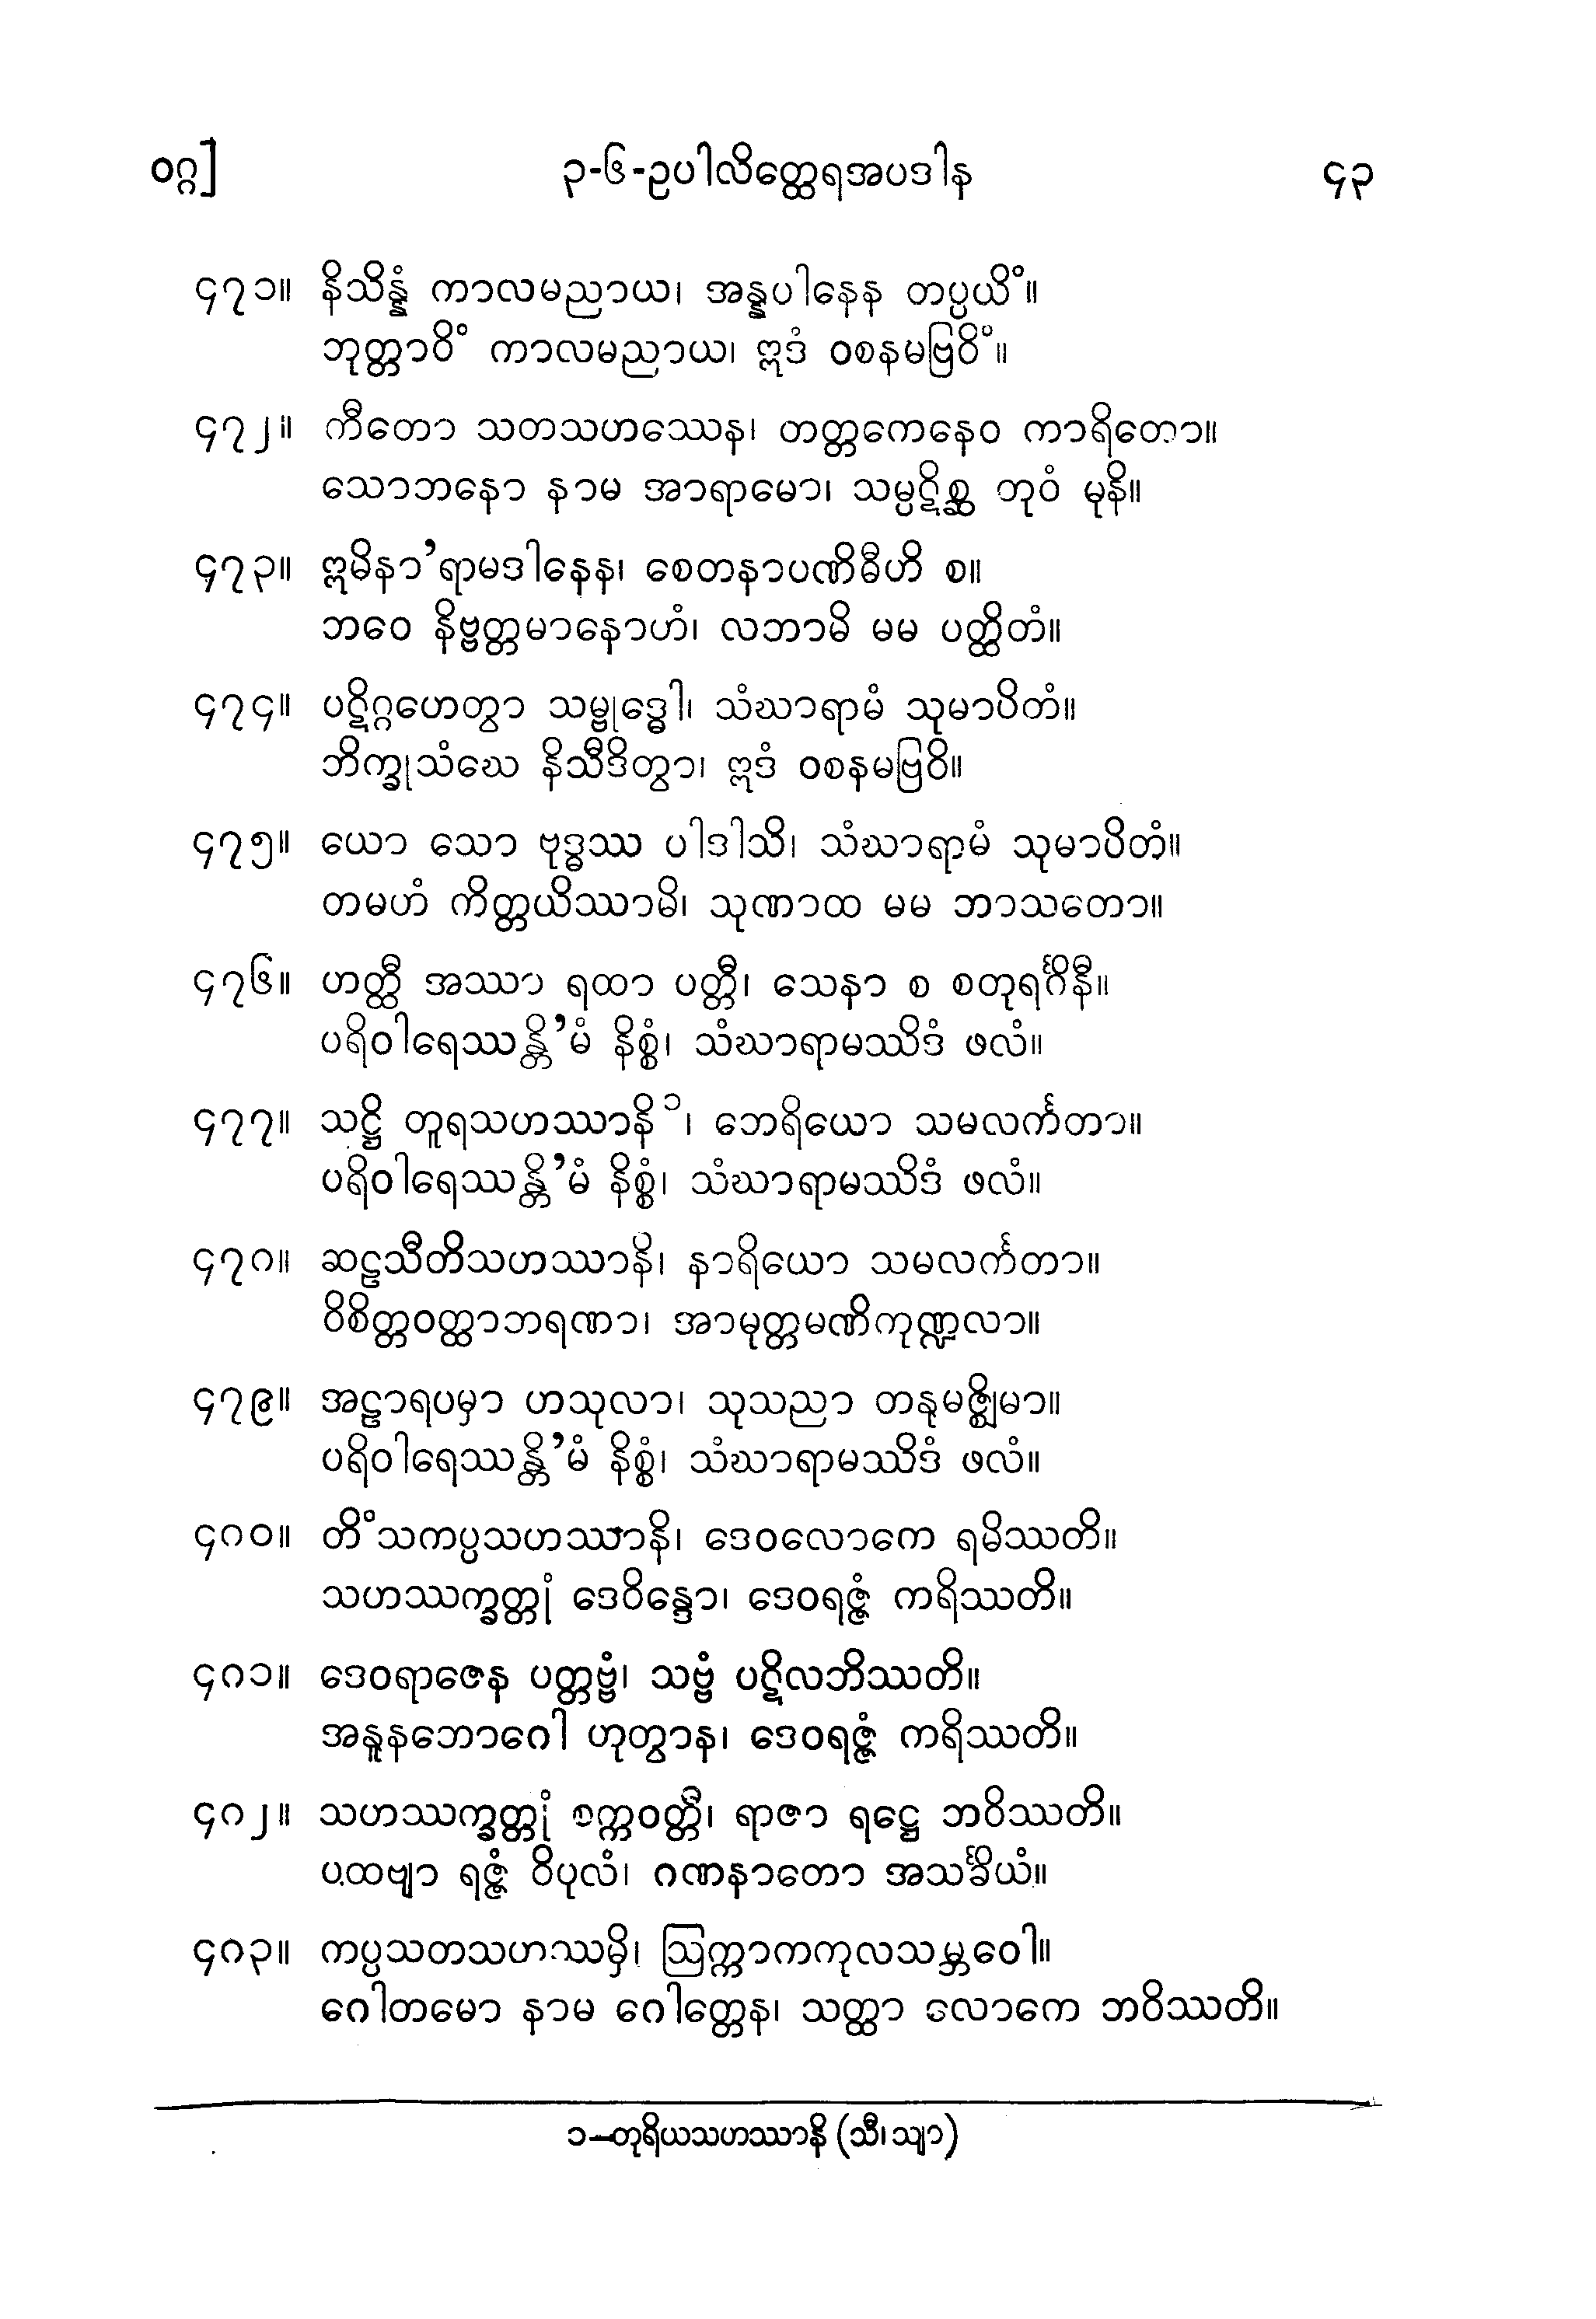 ဝဂ္ဂ] ၃-၆-ဥပါလိတ္ထေရအပဒါန ၄၃
၄၇၁။ နိသိန္နံ ကာလမညာယ၊ အန္နပါနေန တပ္ပယိံ။
ဘုတ္တာဝိံ ကာလမညာယ၊ ဣဒံ ဝစနမဗြဝိံ။
၄၇၂။ ကီတော သတသဟဿေန၊ တတ္တကေနေဝ ကာရိတော။
သောဘနော နာမ အာရာမော၊ သမ္ပဋိစ္ဆ တုဝံ မုနိ။
၄၇၃။ ဣမိနာ’ရာမဒါနေန၊ စေတနာပဏိဓီဟိ စ။
ဘဝေ နိဗ္ဗတ္တမာနောဟံ၊ လဘာမိ မမ ပတ္ထိတံ။
၄၇၄။ ပဋိဂ္ဂဟေတွာ သမ္ဗုဒ္ဓေါ၊ သံဃာရာမံ သုမာပိတံ။
ဘိက္ခုသံဃေ နိသီဒိတွာ၊ ဣဒံ ဝစနမဗြဝိ။
၄၇၅။ ယော သော ဗုဒ္ဓဿ ပါဒါသိ၊ သံဃာရာမံ သုမာပိတံ။
တမဟံ ကိတ္တယိဿာမိ၊ သုဏာထ မမ ဘာသတော။
၄၇၆။ ဟတ္ထီ အဿာ ရထာ ပတ္တီ၊ သေနာ စ စတုရင်္ဂိနီ။
ပရိဝါရေဿန္တိ’မံ နိစ္စံ၊ သံဃာရာမဿိဒံ ဖလံ။
၄၇၇။ သဋ္ဌိ တူရသဟဿာနိ ၁၊ ဘေရိယော သမလင်္ကတာ။
ပရိဝါရေဿန္တိ’မံ နိစ္စံ၊ သံဃာရာမဿိဒံ ဖလံ။
၄၇၈။ ဆဠသီတိသဟဿာနိ၊ နာရိယော သမလင်္ကတာ။
ဝိစိတ္တဝတ္ထာဘရဏာ၊ အာမုတ္တမဏိကုဏ္ဍလာ။
၄၇၉။ အဠာရပမှာ ဟသုလာ၊ သုသညာ တနုမဇ္ဈိမာ။
ပရိဝါရေဿန္တိ’မံ နိစ္စံ၊ သံဃာရာမဿိဒံ ဖလံ။
၄၈၀။ တိံသကပ္ပသဟဿာနိ၊ ဒေဝလောကေ ရမိဿတိ။
သဟဿက္ခတ္တုံ ဒေဝိန္ဒော၊ ဒေဝရဇ္ဇံ ကရိဿတိ။
၄၈၁။ ဒေဝရာဇေန ပတ္တဗ္ဗံ၊ သဗ္ဗံ ပဋိလဘိဿတိ။
အနူနဘောဂေါ ဟုတွာန၊ ဒေဝရဇ္ဇံ ကရိဿတိ။
၄၈၂။ သဟဿက္ခတ္တုံ စက္ကဝတ္တီ၊ ရာဇာ ရဋ္ဌေ ဘဝိဿတိ။
ပထဗျာ ရဇ္ဇံ ဝိပုလံ၊ ဂဏနာတော အသင်္ခိယံ။
၄၈၃။ ကပ္ပသတသဟဿမှိ၊ ဩက္ကာကကုလသမ္ဘဝေါ။
ဂေါတမော နာမ ဂေါတ္တေန၊ သတ္ထာ လောကေ ဘဝိဿတိ။
၁—တုရိယသဟဿာနိ (သီ၊ သျာ)